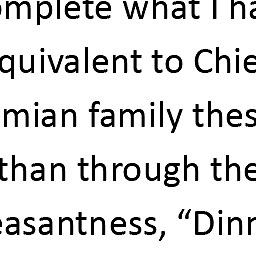 omplete what I ha
quivalent to Chie
mian family thes
than through the
easantness, “Dinn